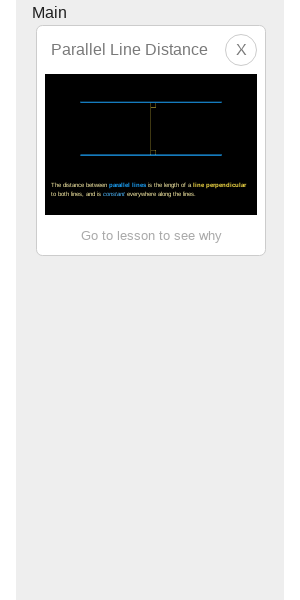 Main
Parallel Line Distance
X
The distance between parallel lines is the length of a line perpendicular
to both lines, and is constant everywhere along the lines.
Go to lesson to see why